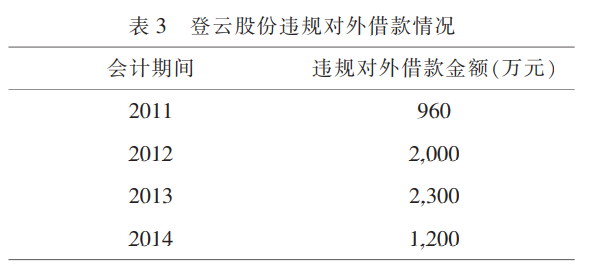 表 3 登云股份违规对外借款情况
会计期间 违规对外借款金额(万元)
2011 960
2012 2,000
2013 2,300
2014 1,200